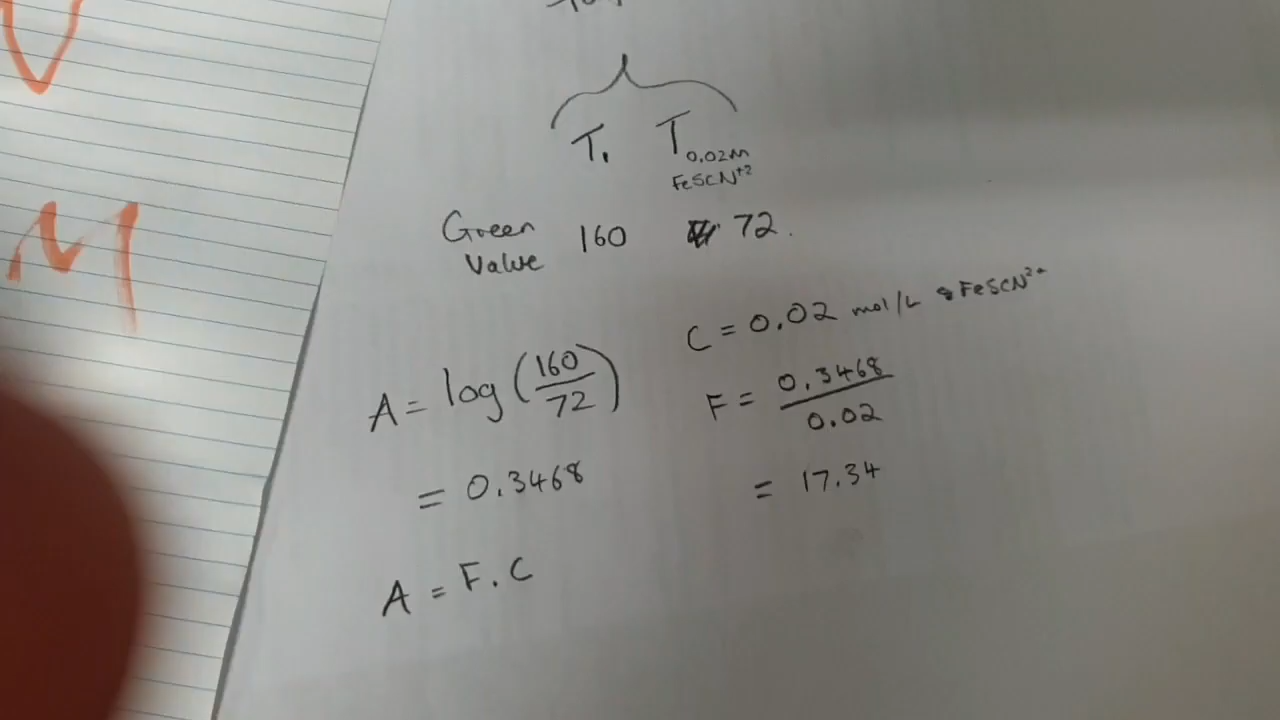 T₁ T0.02M
FeSCN⁺²
Green 160 72.
Value
C = 0.02 mol/L FeSCN²⁺
A = log(160/72)
F = 0.3468/0.02
= 0.3468
= 17.34
A = F.C
M